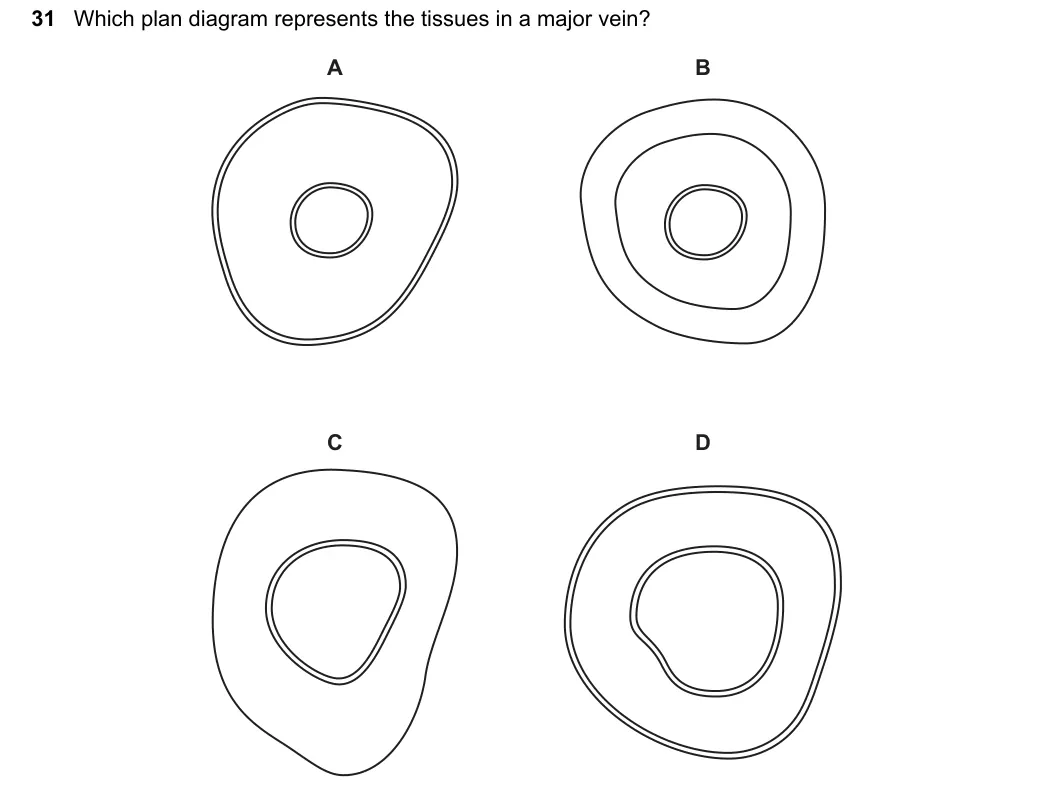 31 Which plan diagram represents the tissues in a major vein?
A
B
C
D